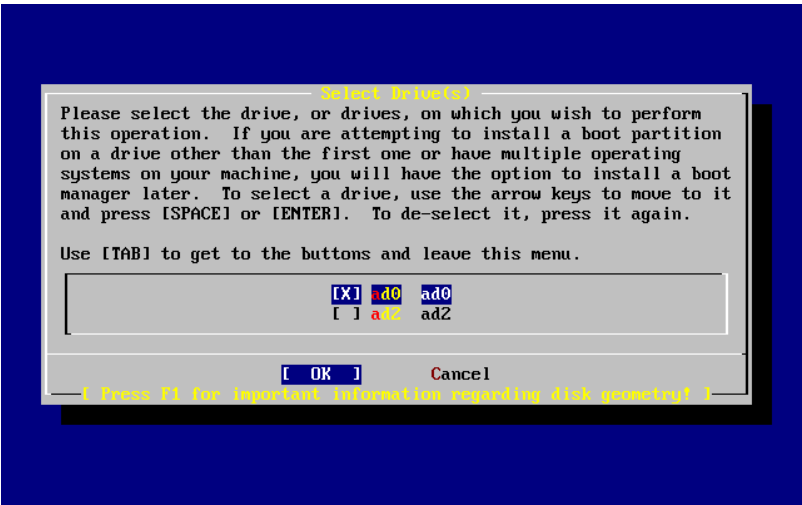 Select Drive(s)
Please select the drive, or drives, on which you wish to perform
this operation.  If you are attempting to install a boot partition
on a drive other than the first one or have multiple operating
systems on your machine, you will have the option to install a boot
manager later.  To select a drive, use the arrow keys to move to it
and press [SPACE] or [ENTER].  To de-select it, press it again.
Use [TAB] to get to the buttons and leave this menu.
[X] ad0  ad0
[ ] ad2  ad2
[  OK  ]       Cancel
[ Press F1 for important information regarding disk geometry! ]